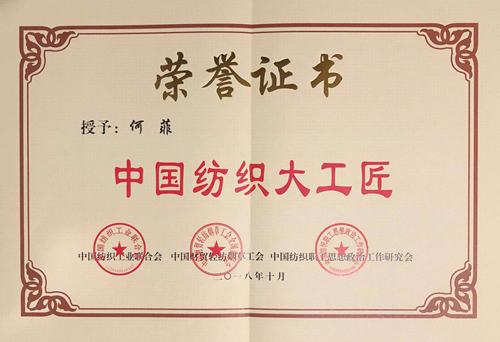 荣誉证书
授予：何菲
中国纺织大工匠
中国纺织工业联合会 中国财贸轻纺烟草工会 中国纺织职工思想政治工作研究会
二〇一八年十月